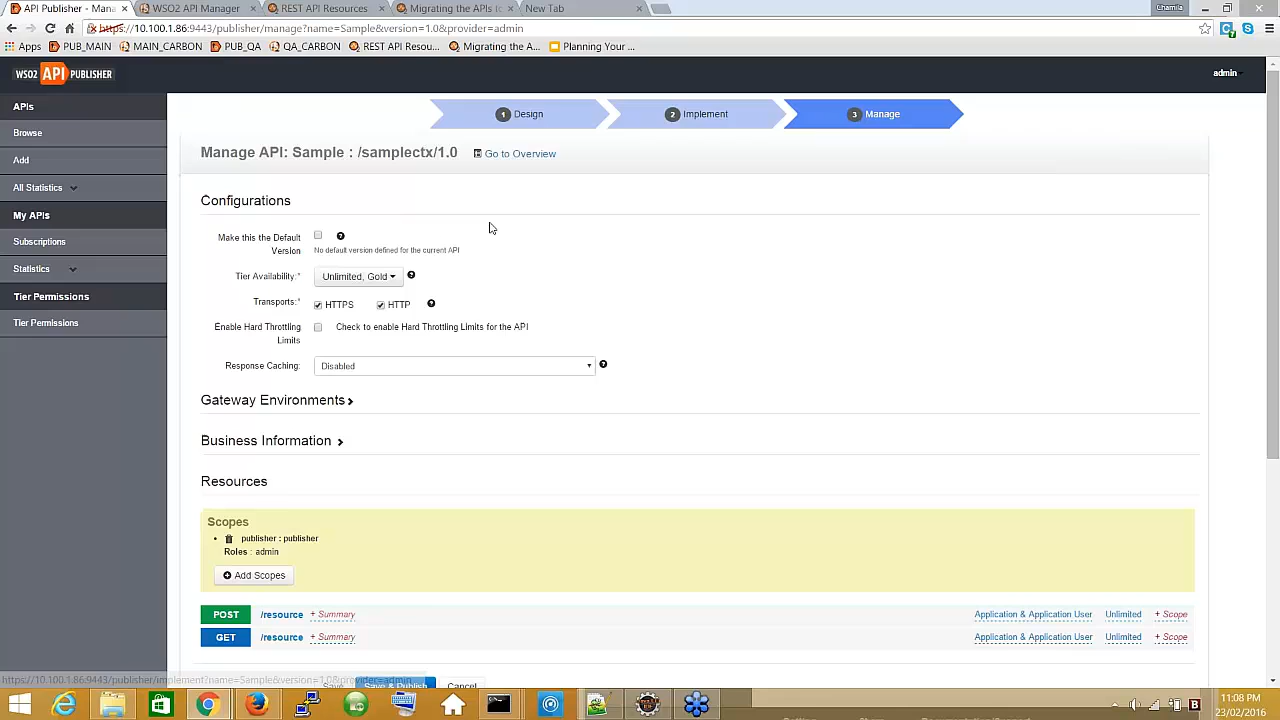 API Publisher - Mana
WSO2 API Manager
REST API Resources
Migrating the APIs to
New Tab
Chamila
https://10.100.1.86:9443/publisher/manage?name=Sample&version=1.0&provider=admin
Apps
PUB_MAIN
MAIN_CARBON
PUB_QA
QA_CARBON
REST API Resou...
Migrating the A...
Planning Your ...
WSO2 API PUBLISHER
admin
APIs
Browse
Add
All Statistics
My APIs
Subscriptions
Statistics
Tier Permissions
Tier Permissions
1 Design
2 Implement
3 Manage
Manage API: Sample : /samplectx/1.0
Go to Overview
Configurations
Make this the Default Version
No default version defined for the current API
Tier Availability:*
Unlimited, Gold
Transports:*
HTTPS
HTTP
Enable Hard Throttling Limits
Check to enable Hard Throttling Limits for the API
Response Caching:
Disabled
Gateway Environments
Business Information
Resources
Scopes
publisher : publisher
Roles : admin
Add Scopes
POST /resource + Summary Application & Application User Unlimited + Scope
GET /resource + Summary Application & Application User Unlimited + Scope
https://10.100.1.86:9443/publisher/implement?name=Sample&version=1.0&provider=admin
Save
Save & Publish
Cancel
11:08 PM
23/02/2016